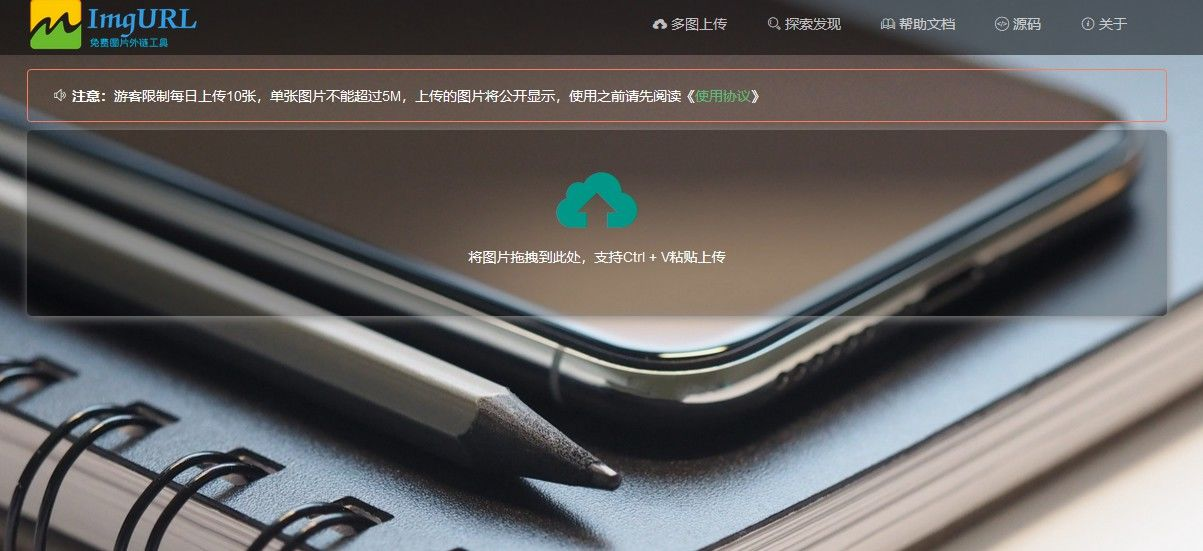 ImgURL
免费图片外链工具
多图上传
探索发现
帮助文档
源码
关于
注意：游客限制每日上传10张，单张图片不能超过5M，上传的图片将公开显示，使用之前请先阅读《使用协议》
将图片拖拽到此处，支持Ctrl + V粘贴上传